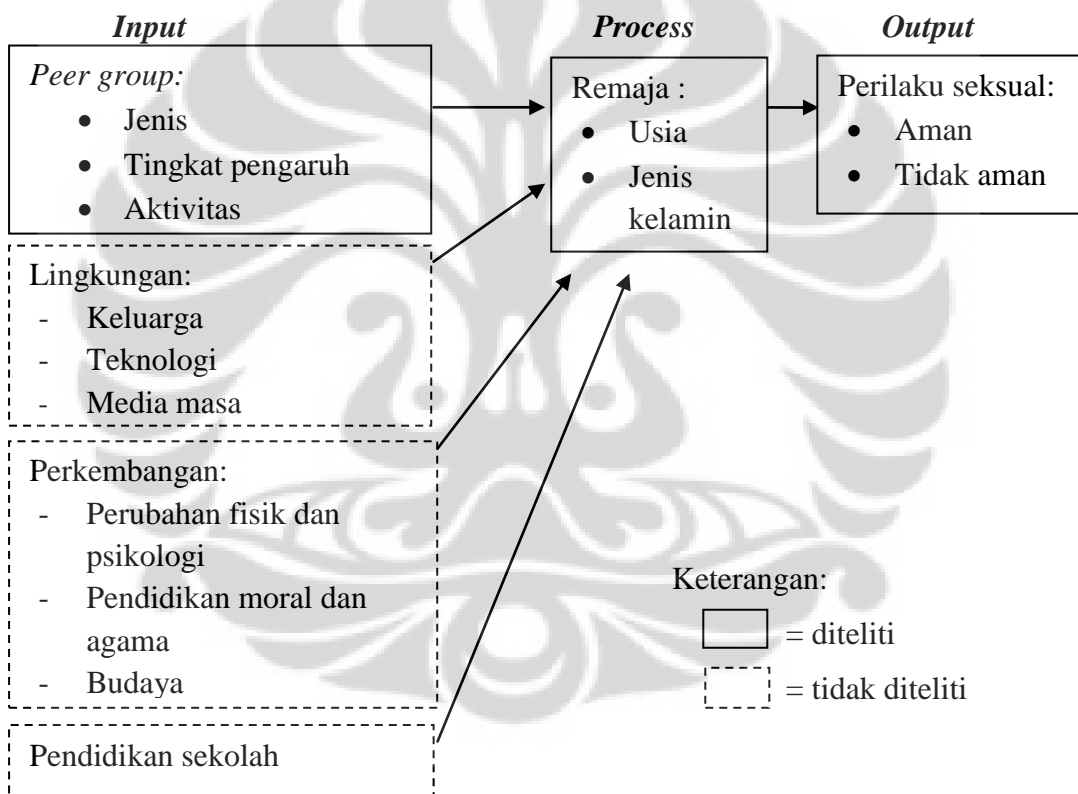 Input
Process
Output
Peer group:
• Jenis
• Tingkat pengaruh
• Aktivitas
Lingkungan:
- Keluarga
- Teknologi
- Media masa
Perkembangan:
- Perubahan fisik dan
psikologi
- Pendidikan moral dan
agama
- Budaya
Pendidikan sekolah
Remaja :
• Usia
• Jenis
kelamin
Perilaku seksual:
• Aman
• Tidak aman
Keterangan:
= diteliti
= tidak diteliti